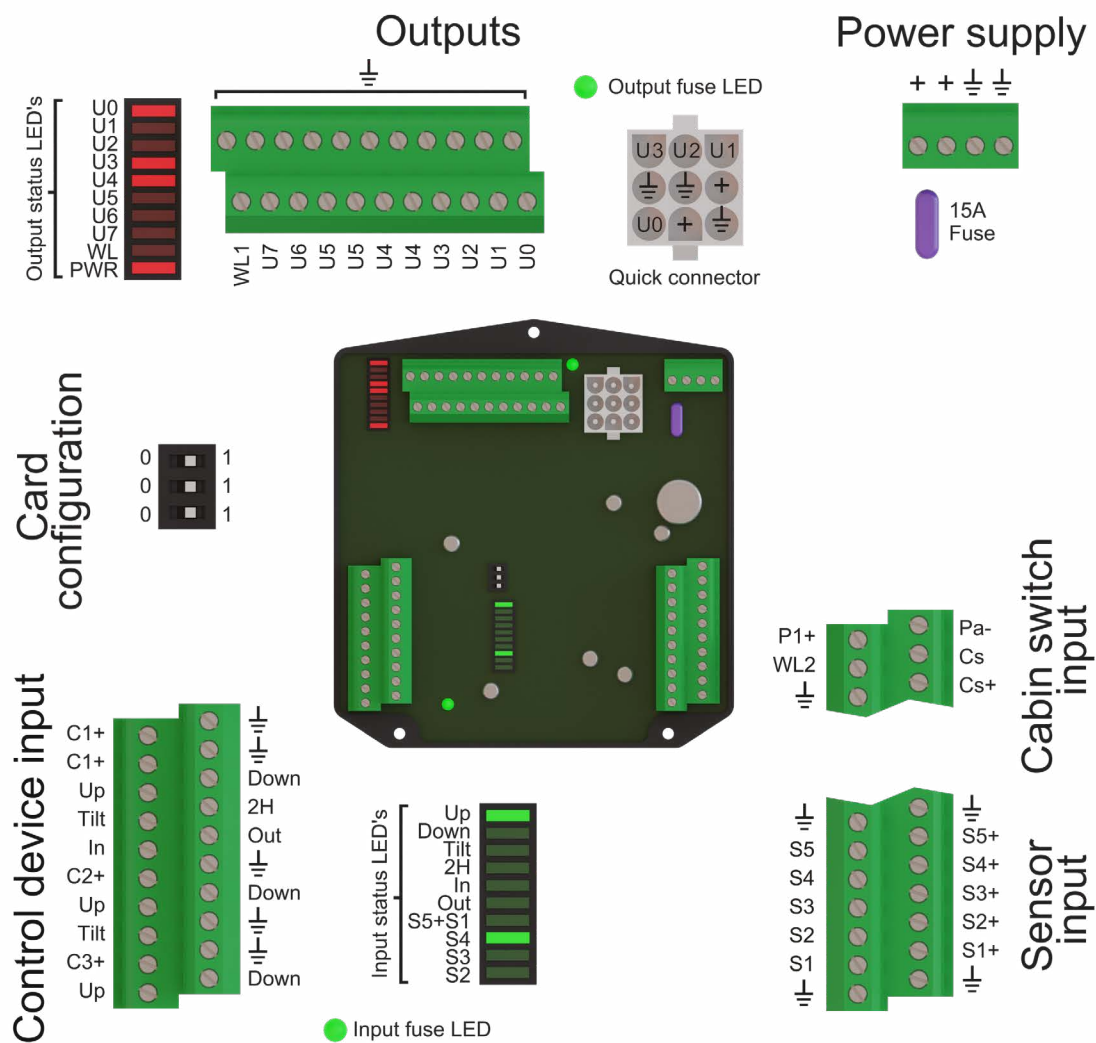 Outputs
Power supply
Output status LED's
U0
U1
U2
U3
U4
U5
U6
U7
WL
PWR
WL1 U7 U6 U5 U5 U4 U4 U3 U2 U1 U0
Output fuse LED
U3 U2 U1
+
U0 +
Quick connector
+ +
15A
Fuse
Card
configuration
0 1
0 1
0 1
Cabin switch
input
P1+
WL2
Pa-
Cs
Cs+
Control device input
C1+
C1+
Up
Tilt
In
C2+
Up
Tilt
C3+
Up
Down
2H
Out
Down
Down
Input status LED's
Up
Down
Tilt
2H
In
Out
S5+S1
S4
S3
S2
Input fuse LED
Sensor
input
S5
S4
S3
S2
S1
S5+
S4+
S3+
S2+
S1+